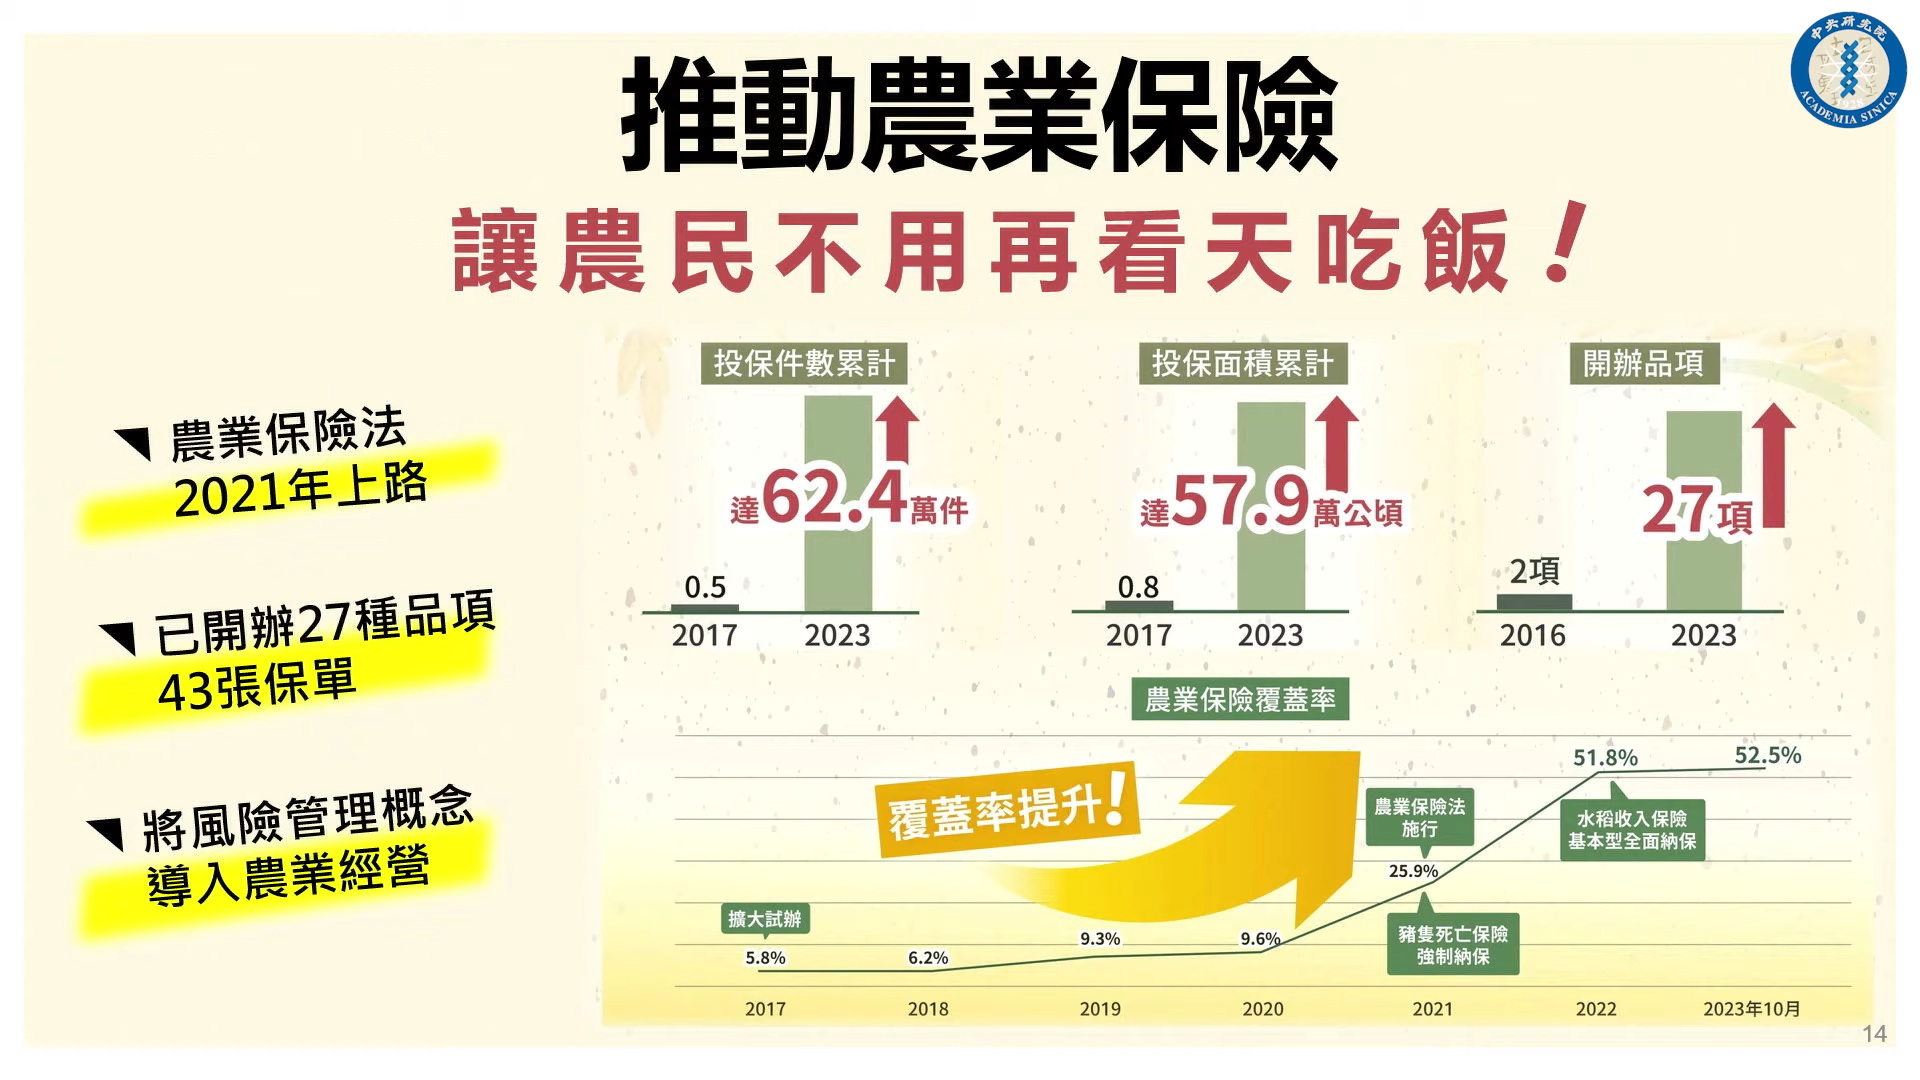 中央研究院
ACADEMIA SINICA
推動農業保險
讓農民不用再看天吃飯!
農業保險法
2021年上路
已開辦27種品項
43張保單
將風險管理概念
導入農業經營
投保件數累計
達62.4萬件
0.5
2017
2023
投保面積累計
達57.9萬公頃
0.8
2017
2023
開辦品項
27項
2項
2016
2023
農業保險覆蓋率
覆蓋率提升!
擴大試辦
5.8%
6.2%
9.3%
9.6%
農業保險法
施行
25.9%
豬隻死亡保險
強制納保
51.8%
水稻收入保險
基本型全面納保
52.5%
2017
2018
2019
2020
2021
2022
2023年10月
14